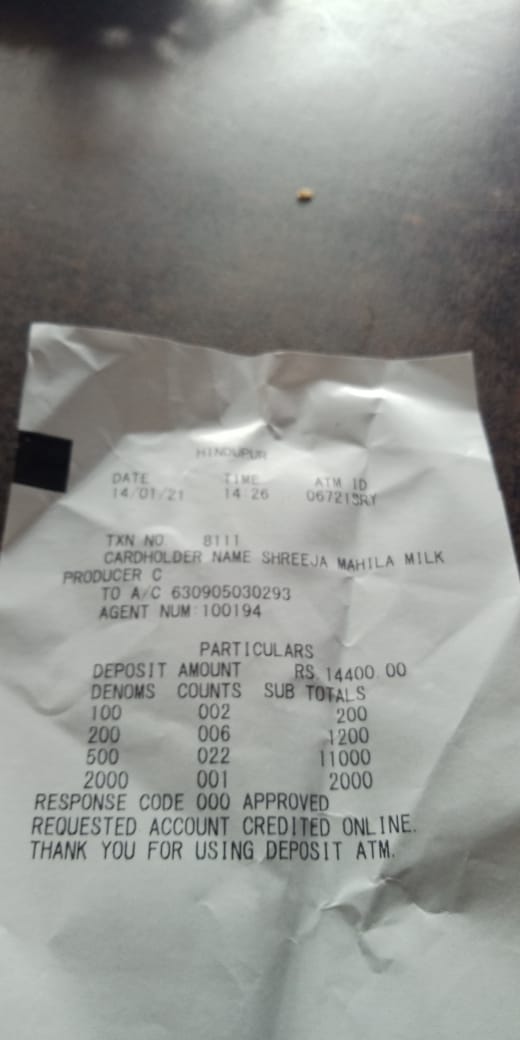 HINDUPUR
DATE TIME ATM ID
14/01/21 14:26 06721SRY
TXN NO 8111
CARDHOLDER NAME SHREEJA MAHILA MILK
PRODUCER C
TO A/C 630905030293
AGENT NUM:100194
PARTICULARS
DEPOSIT AMOUNT RS.14400.00
DENOMS COUNTS SUB TOTALS
100 002 200
200 006 1200
500 022 11000
2000 001 2000
RESPONSE CODE 000 APPROVED
REQUESTED ACCOUNT CREDITED ONLINE.
THANK YOU FOR USING DEPOSIT ATM.